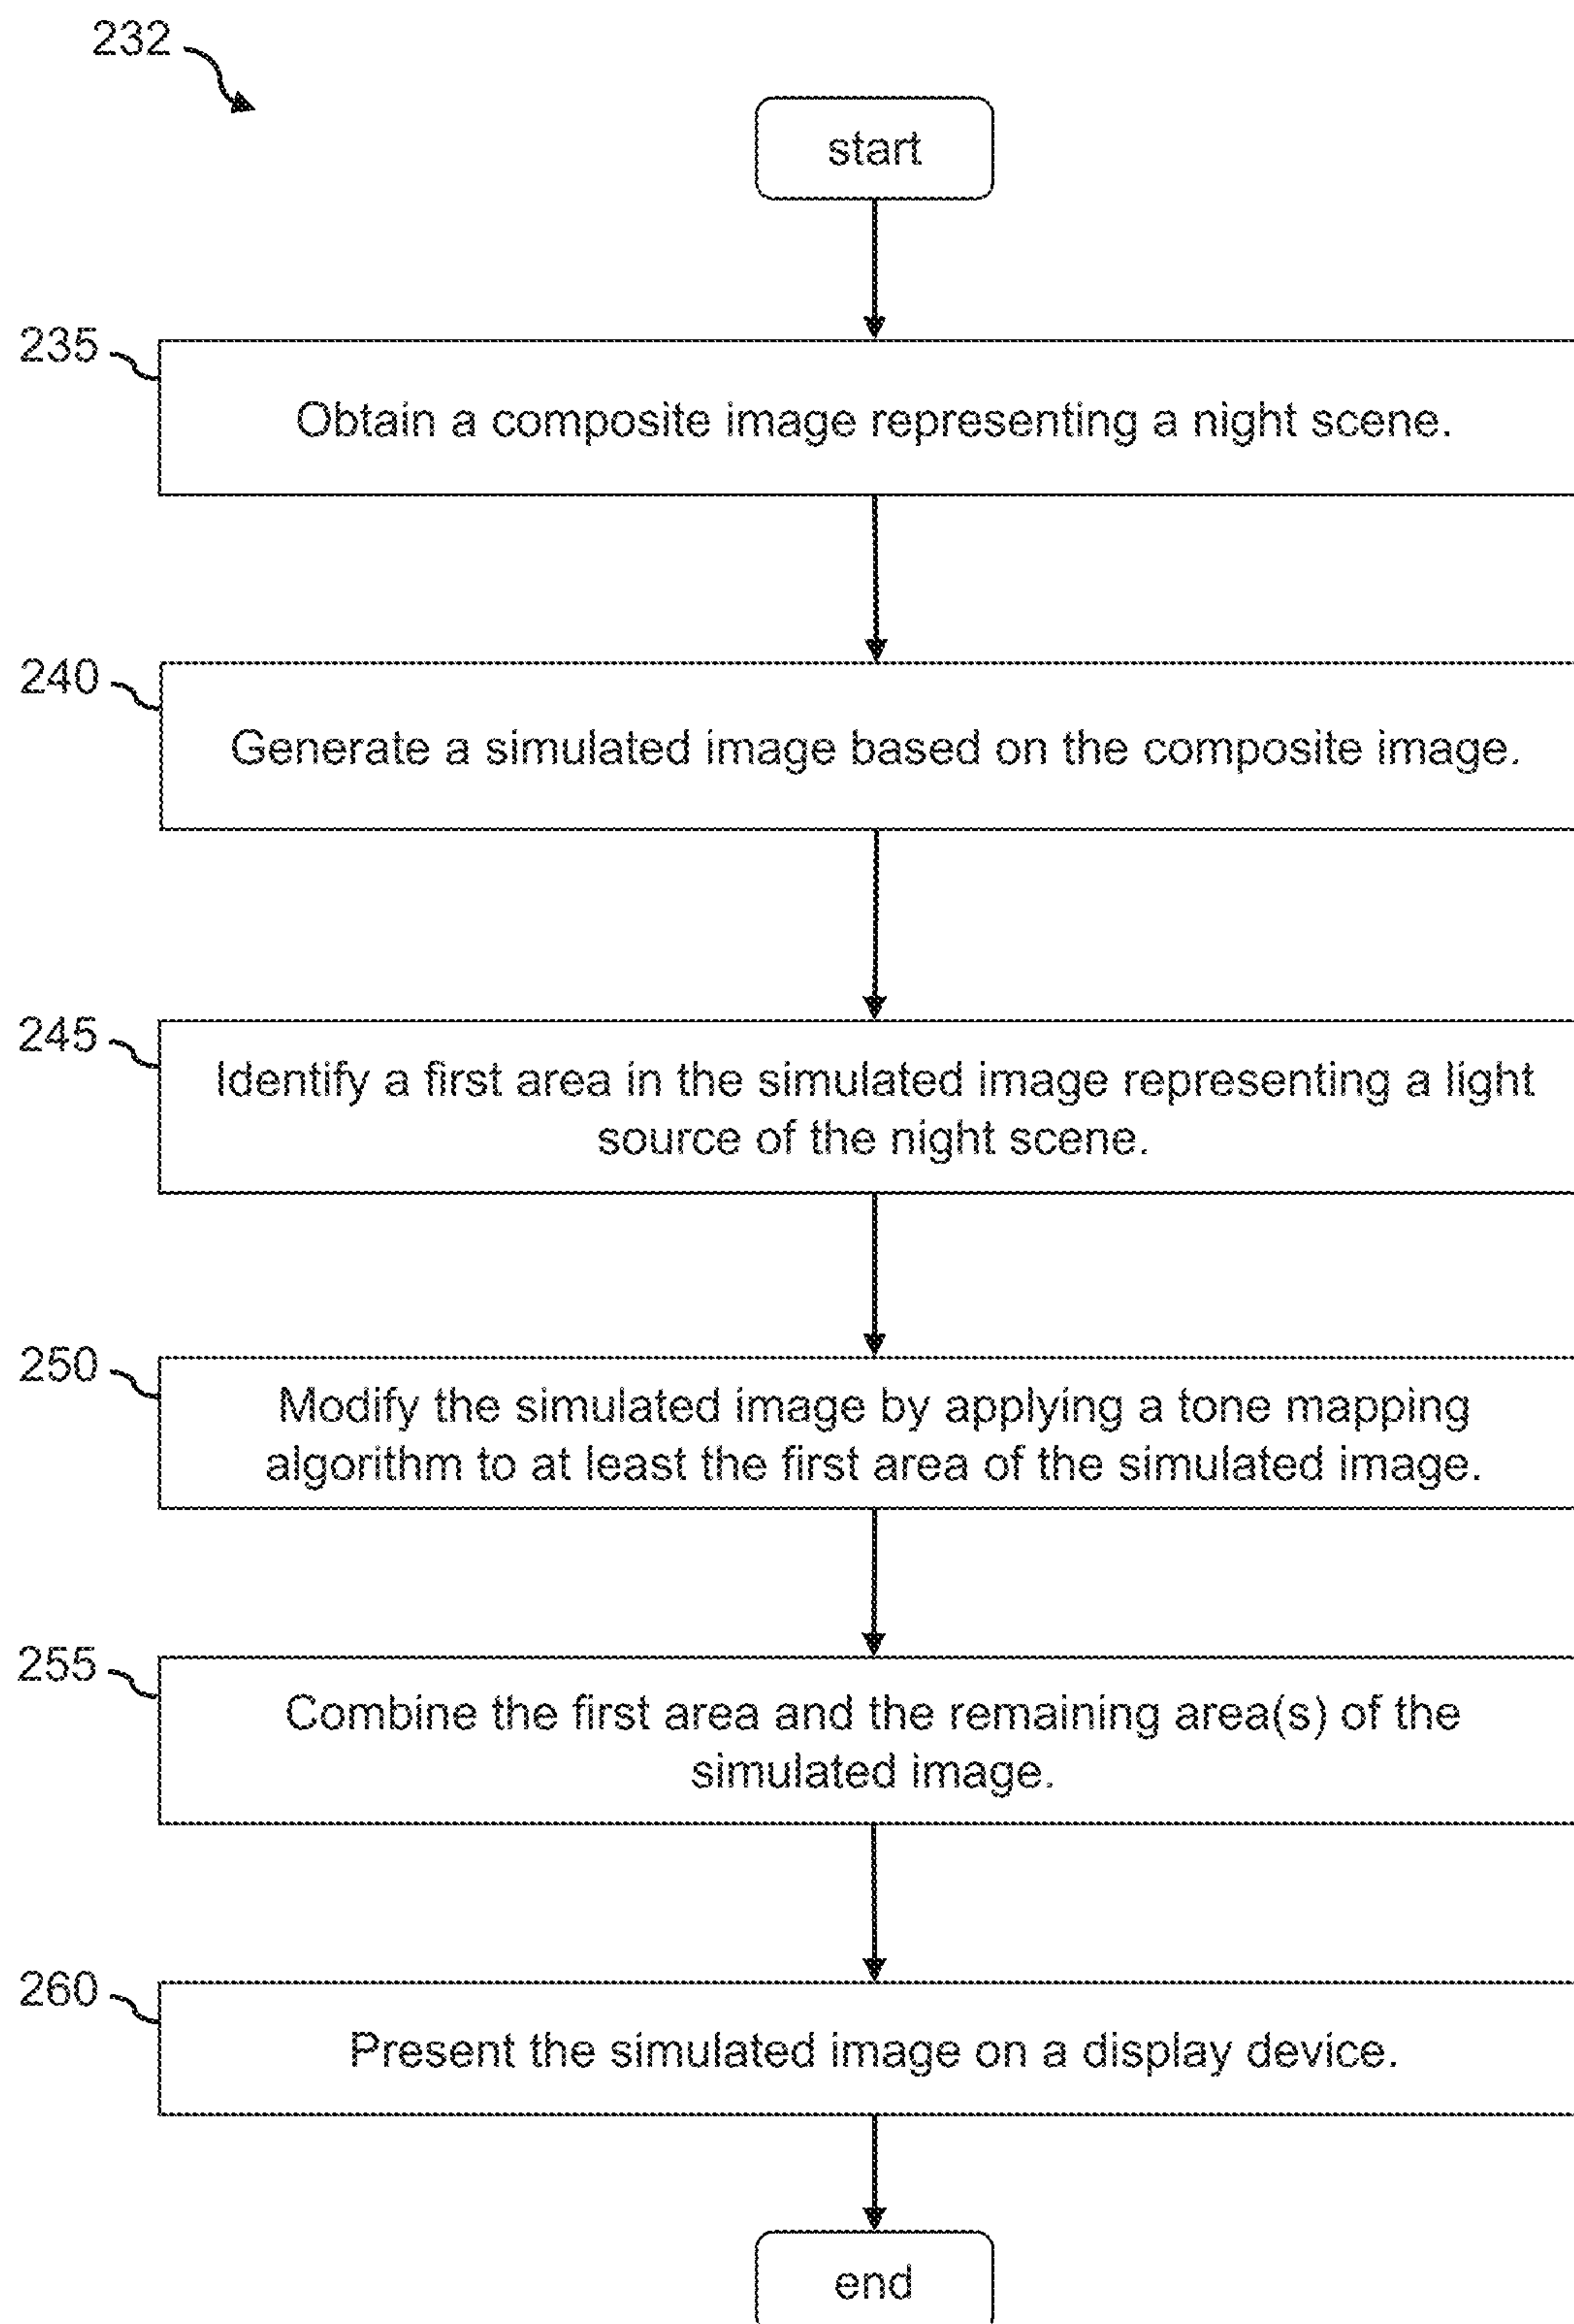 232
start
235
Obtain a composite image representing a night scene.
240
Generate a simulated image based on the composite image.
245
Identify a first area in the simulated image representing a light
source of the night scene.
250
Modify the simulated image by applying a tone mapping
algorithm to at least the first area of the simulated image.
255
Combine the first area and the remaining area(s) of the
simulated image.
260
Present the simulated image on a display device.
end